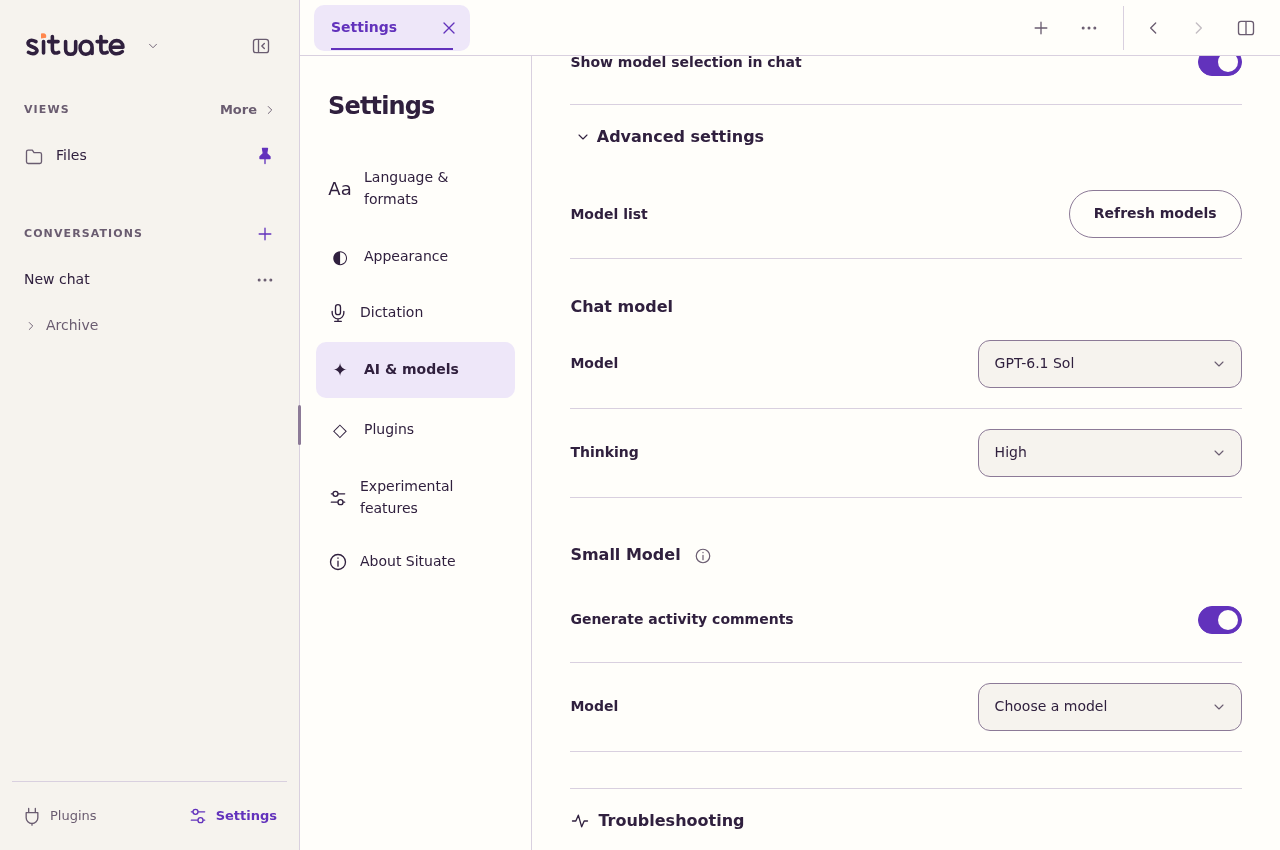 situate
VIEWS
More
Files
CONVERSATIONS
New chat
Archive
Plugins
Settings
Settings
Settings
Aa
Language &
formats
Appearance
Dictation
AI & models
Plugins
Experimental
features
About Situate
Show model selection in chat
Advanced settings
Model list
Refresh models
Chat model
Model
GPT-6.1 Sol
Thinking
High
Small Model
Generate activity comments
Model
Choose a model
Troubleshooting